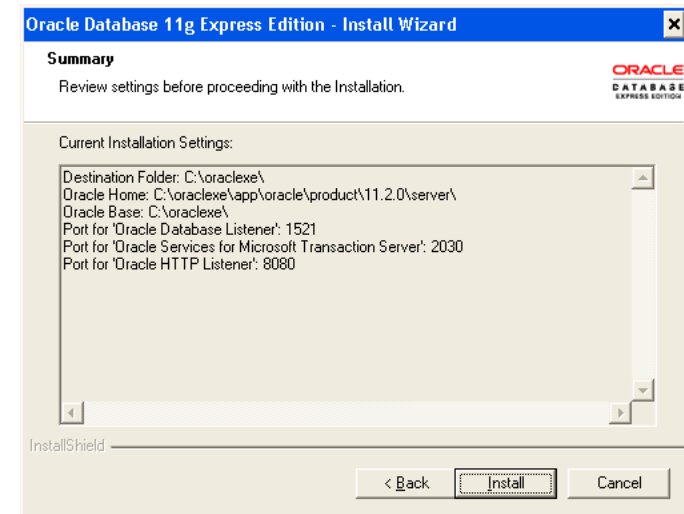 Oracle Database 11g Express Edition - Install Wizard
Summary
Review settings before proceeding with the Installation.
ORACLE
DATABASE
EXPRESS EDITION
Current Installation Settings:
Destination Folder: C:\oraclexe\
Oracle Home: C:\oraclexe\app\oracle\product\11.2.0\server\
Oracle Base: C:\oraclexe\
Port for 'Oracle Database Listener': 1521
Port for 'Oracle Services for Microsoft Transaction Server': 2030
Port for 'Oracle HTTP Listener': 8080
InstallShield
< Back
Install
Cancel